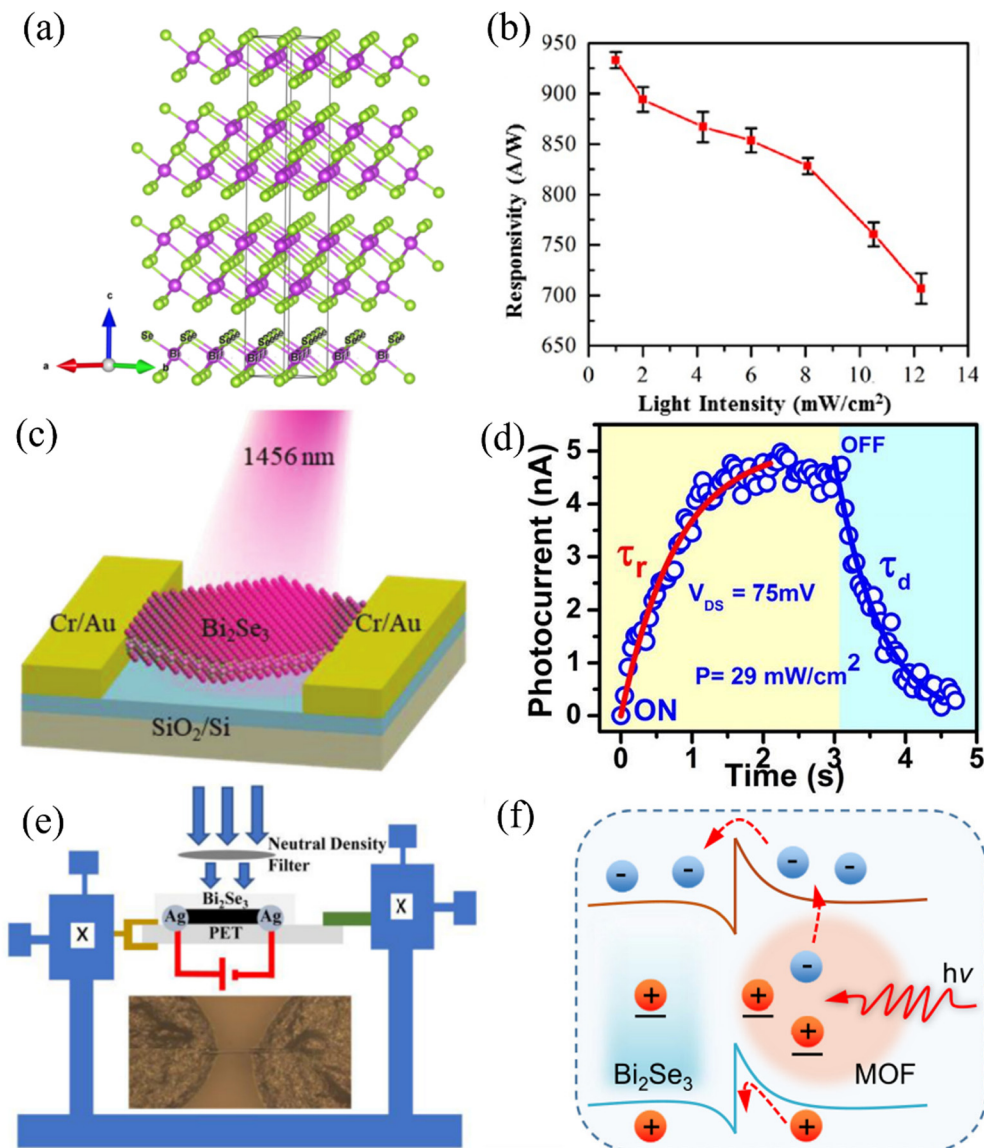 (a)
c
a
b
Se Se Se Se Se Se
Bi Bi Bi Bi Bi Bi
(b)
950
900
850
800
750
700
650
Responsivity (A/W)
0 2 4 6 8 10. 12 14
Light Intensity (mW/cm²)
(c)
1456 nm
Cr/Au
Bi₂Se₃
Cr/Au
SiO₂/Si
(d)
5
4
3
2
1
0
Photocurrent (nA)
OFF
τr
τd
VDS = 75mV
P= 29 mW/cm²
ON
0 1 2 3 4 5
Time (s)
(e)
Neutral Density
Filter
Bi₂Se₃
Ag Ag
PET
X X
(f)
- - - -
-
hν
+ +
+
Bi₂Se₃ MOF
+ +